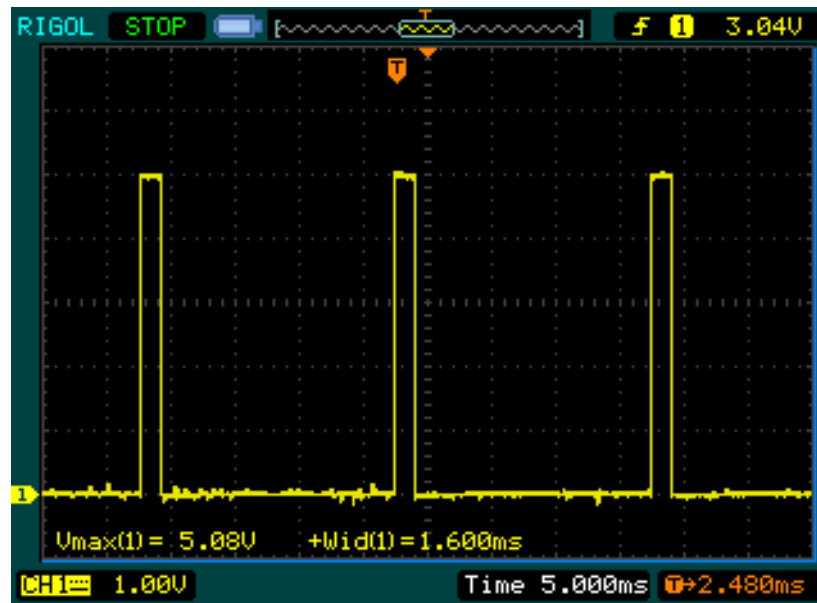 RIGOL STOP T f 1 3.04V
T
1
Vmax(1)= 5.08V +Wid(1)=1.600ms
CH1 1.00V Time 5.000ms T→2.480ms